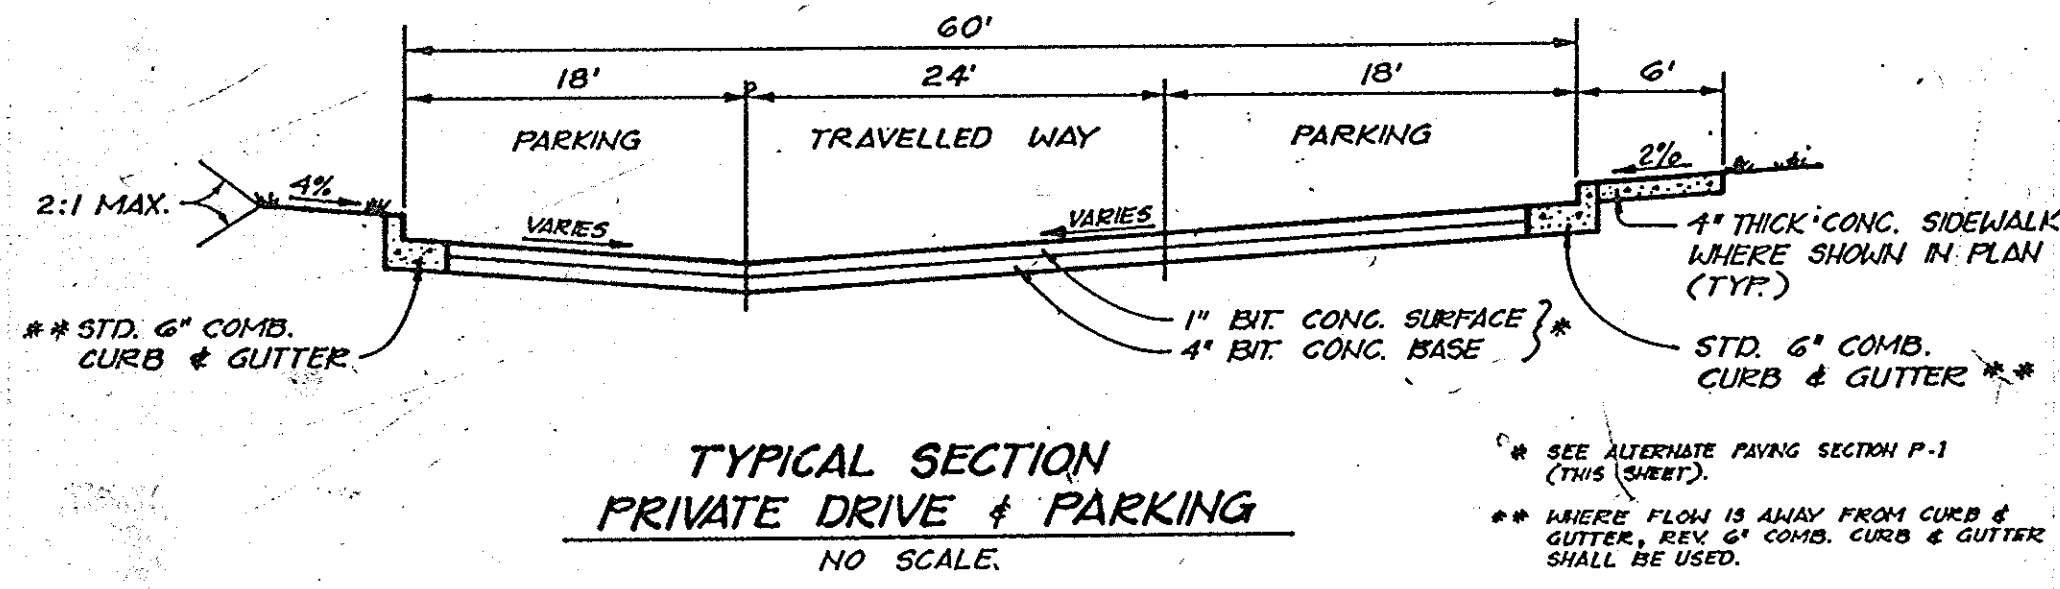 60'
18' 24' 18' 6'
PARKING TRAVELLED WAY PARKING
2:1 MAX. 4% 2%
VARIES VARIES
4" THICK CONC. SIDEWALK
WHERE SHOWN IN PLAN
(TYP.)
** STD. 6" COMB.
CURB & GUTTER
1" BIT. CONC. SURFACE } *
4" BIT. CONC. BASE
STD. 6" COMB.
CURB & GUTTER **
TYPICAL SECTION
PRIVATE DRIVE & PARKING
NO SCALE.
* SEE ALTERNATE PAVING SECTION P-1
(THIS SHEET).
** WHERE FLOW IS AWAY FROM CURB &
GUTTER, REV. 6" COMB. CURB & GUTTER
SHALL BE USED.